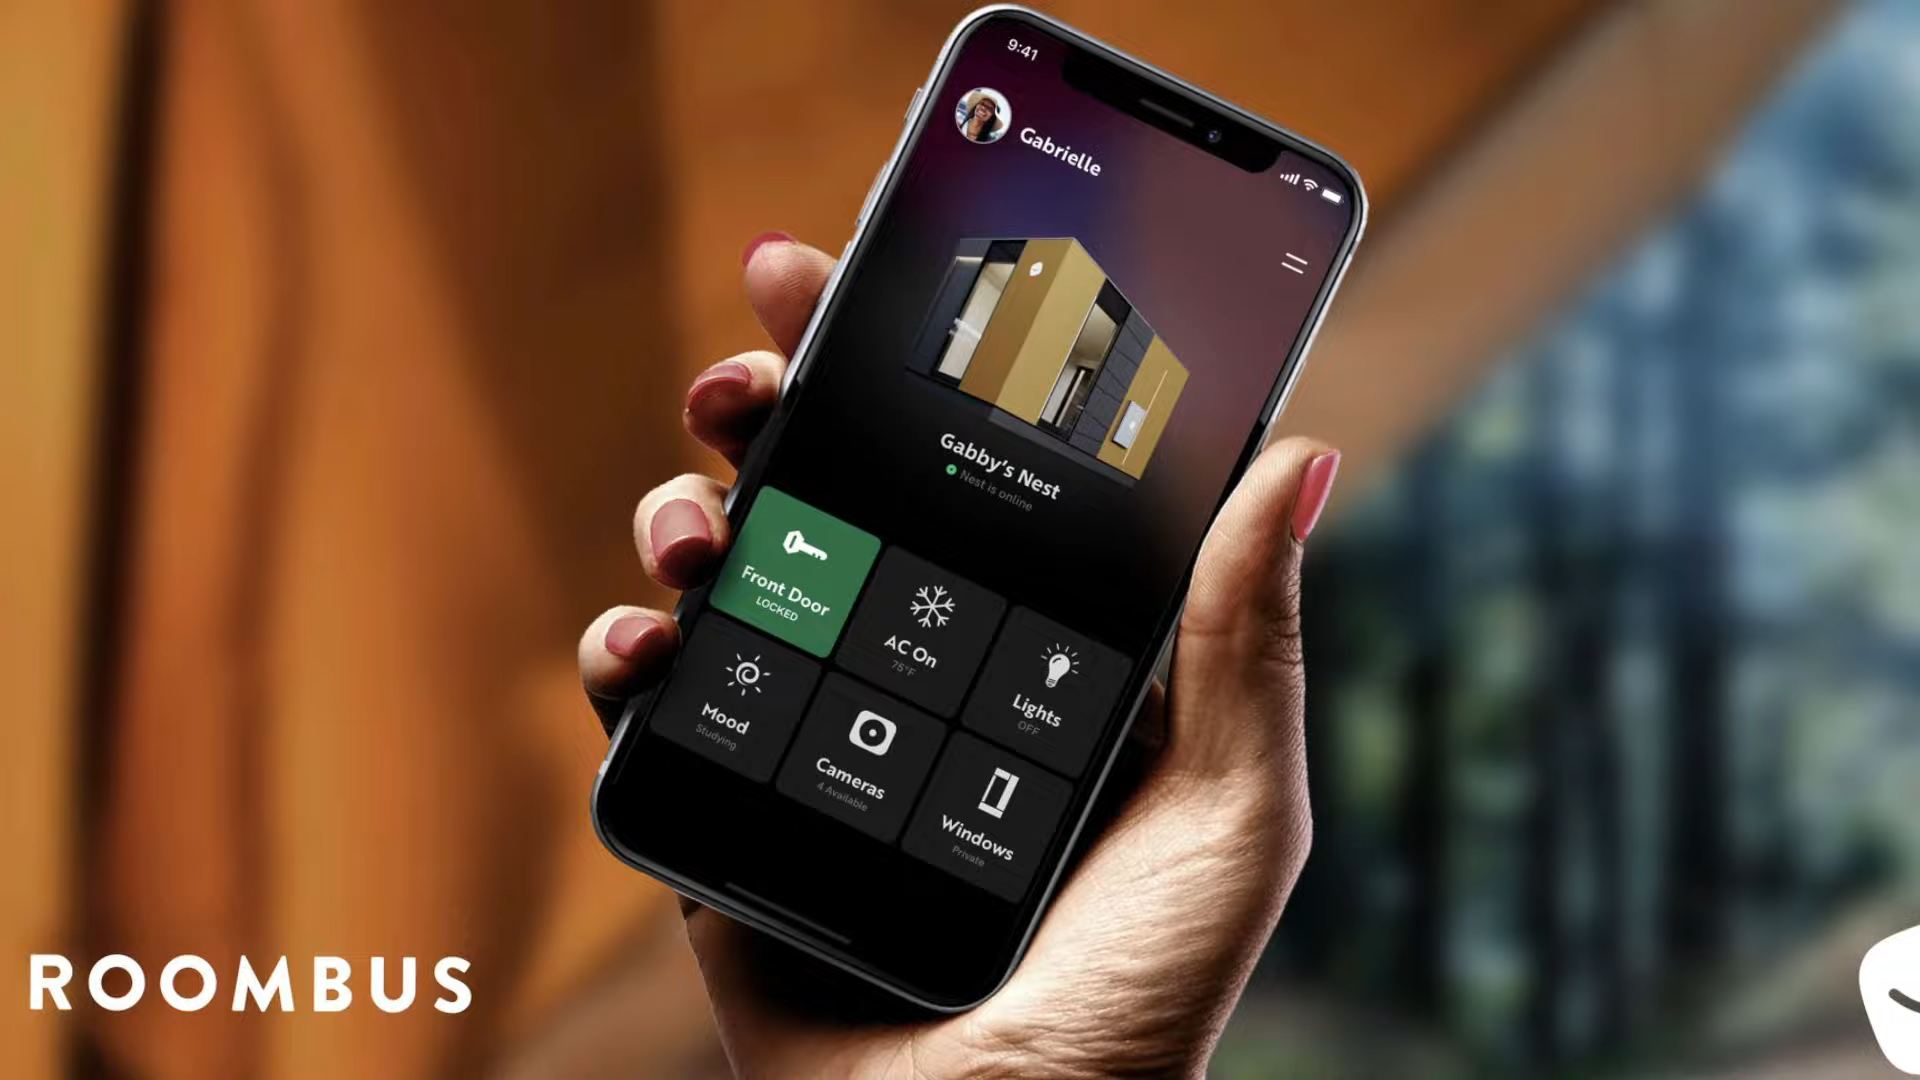 9:41
Gabrielle
Gabby's Nest
Nest is online
Front Door
LOCKED
AC On
75°F
Lights
OFF
Mood
Studying
Cameras
4 Available
Windows
Private
ROOMBUS